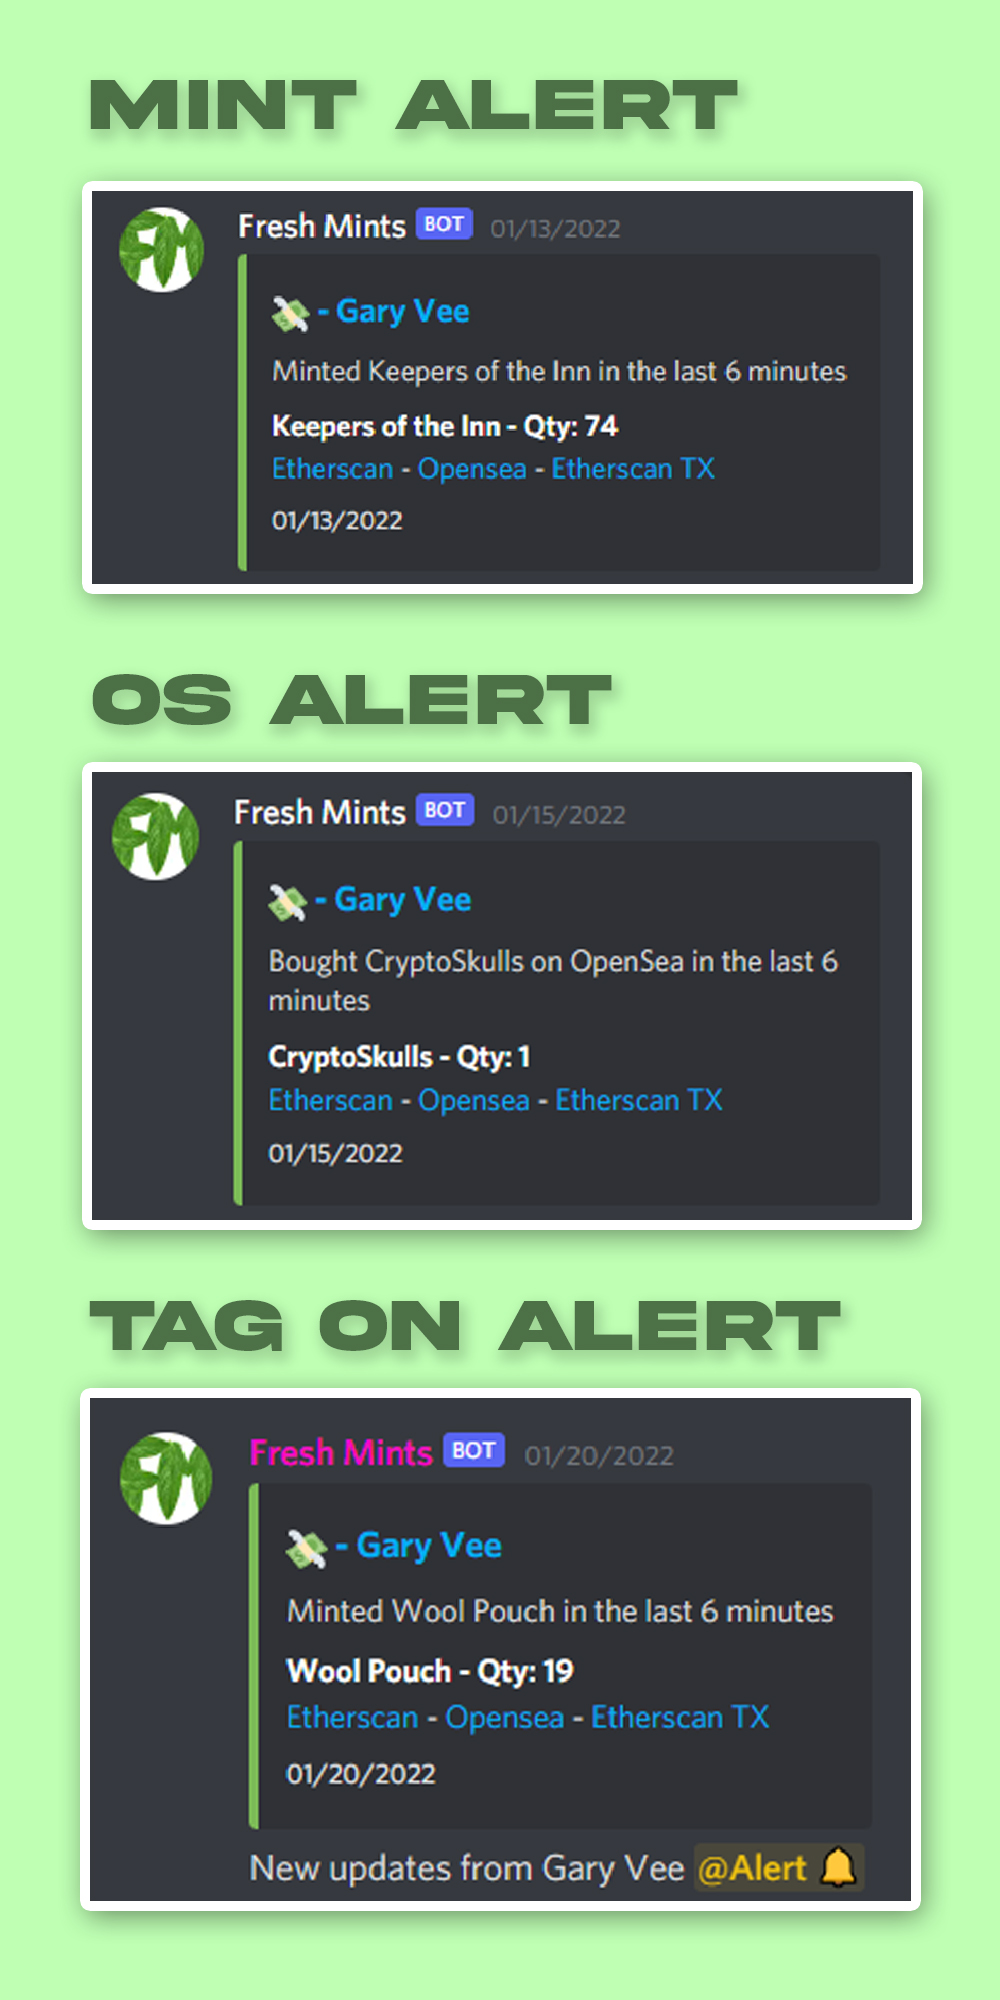 MINT ALERT
FM
Fresh Mints BOT 01/13/2022
💸 - Gary Vee
Minted Keepers of the Inn in the last 6 minutes
Keepers of the Inn - Qty: 74
Etherscan - Opensea - Etherscan TX
01/13/2022
OS ALERT
FM
Fresh Mints BOT 01/15/2022
💸 - Gary Vee
Bought CryptoSkulls on OpenSea in the last 6
minutes
CryptoSkulls - Qty: 1
Etherscan - Opensea - Etherscan TX
01/15/2022
TAG ON ALERT
FM
Fresh Mints BOT 01/20/2022
💸 - Gary Vee
Minted Wool Pouch in the last 6 minutes
Wool Pouch - Qty: 19
Etherscan - Opensea - Etherscan TX
01/20/2022
New updates from Gary Vee @Alert 🔔